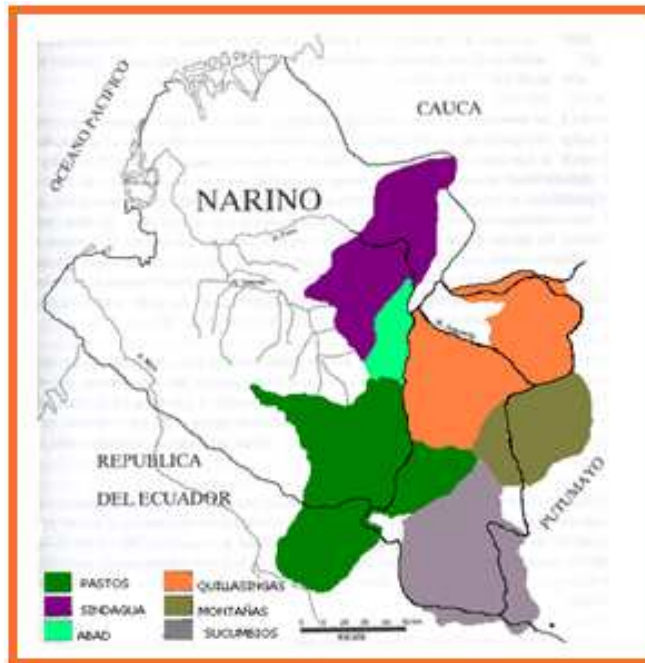 OCEANO PACIFICO
CAUCA
NARINO
REPUBLICA
DEL ECUADOR
PUTUMAYO
PASTOS
SINDAGUA
ABAD
QUILLASINGAS
MONTAÑAS
SUCUMBIOS